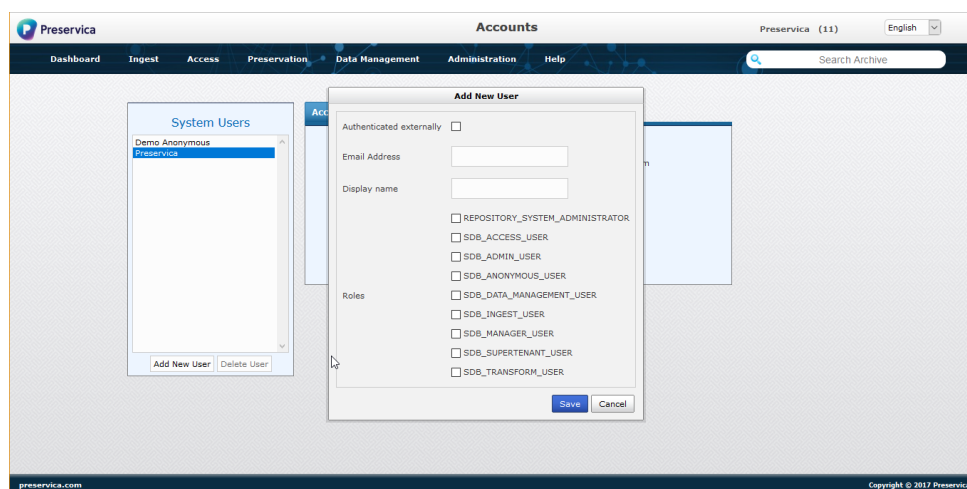 Preservica
Accounts
Preservica (11)
English
Dashboard Ingest Access Preservation Data Management Administration Help
Search Archive
System Users
Demo Anonymous
Preservica
Add New User Delete User
Acc
Add New User
Authenticated externally
Email Address
Display name
Roles
REPOSITORY_SYSTEM_ADMINISTRATOR
SDB_ACCESS_USER
SDB_ADMIN_USER
SDB_ANONYMOUS_USER
SDB_DATA_MANAGEMENT_USER
SDB_INGEST_USER
SDB_MANAGER_USER
SDB_SUPERTENANT_USER
SDB_TRANSFORM_USER
Save Cancel
preservica.com
Copyright © 2017 Preservica